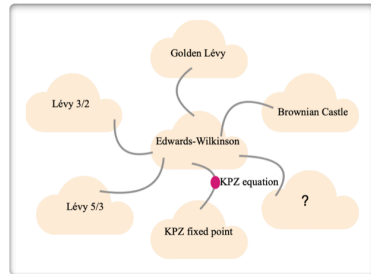 Golden Lévy
Lévy 3/2
Brownian Castle
Edwards-Wilkinson
KPZ equation
Lévy 5/3
?
KPZ fixed point